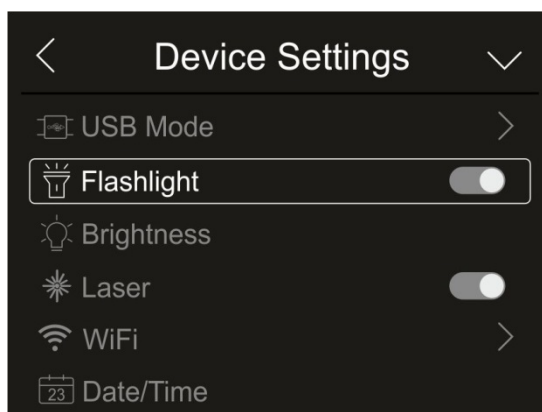 Device Settings
USB Mode
Flashlight
Brightness
Laser
WiFi
23 Date/Time